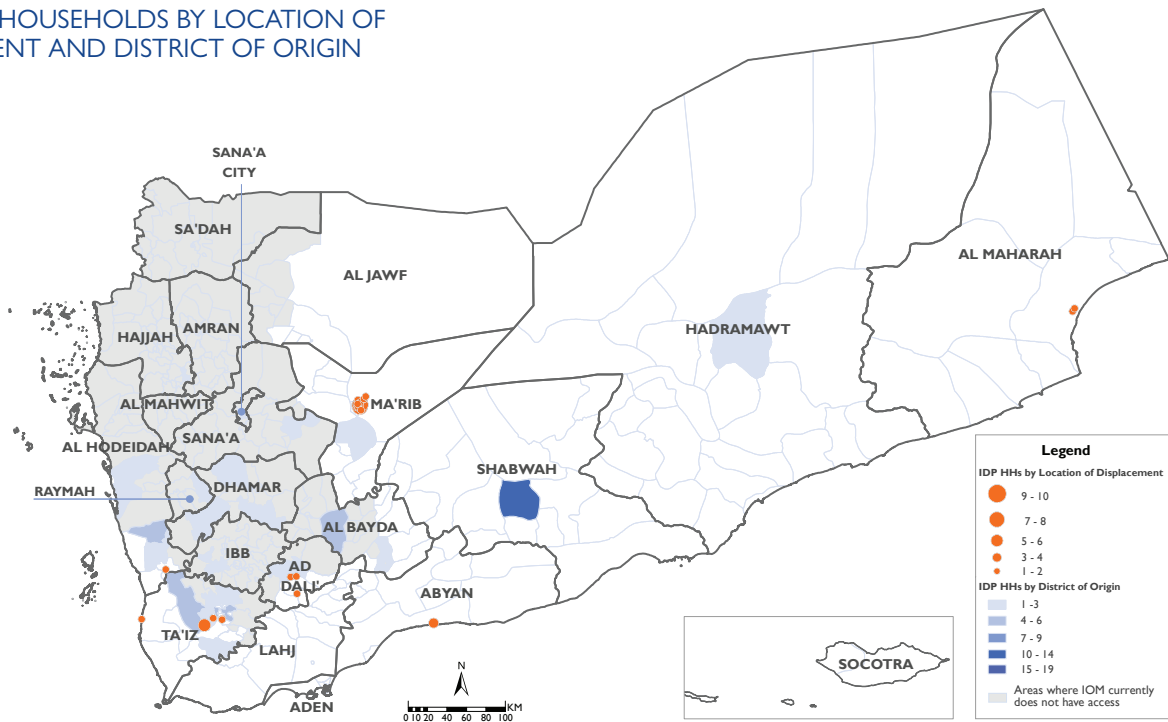 HOUSEHOLDS BY LOCATION OF
ENT AND DISTRICT OF ORIGIN
SANA'A
CITY
SA'DAH
AL JAWF
AL MAHARAH
HADRAMAWT
HAJJAH
AMRAN
AL MAHWIT
MA'RIB
AL HODEIDAH
SANA'A
SHABWAH
RAYMAH
DHAMAR
AL BAYDA
IBB
AD
DALI'
ABYAN
TA'IZ
LAHJ
ADEN
SOCOTRA
N
0 10 20 40 60 80 100 KM
Legend
IDP HHs by Location of Displacement
9 - 10
7 - 8
5 - 6
3 - 4
1 - 2
IDP HHs by District of Origin
1 -3
4 - 6
7 - 9
10 - 14
15 - 19
Areas where IOM currently
does not have access